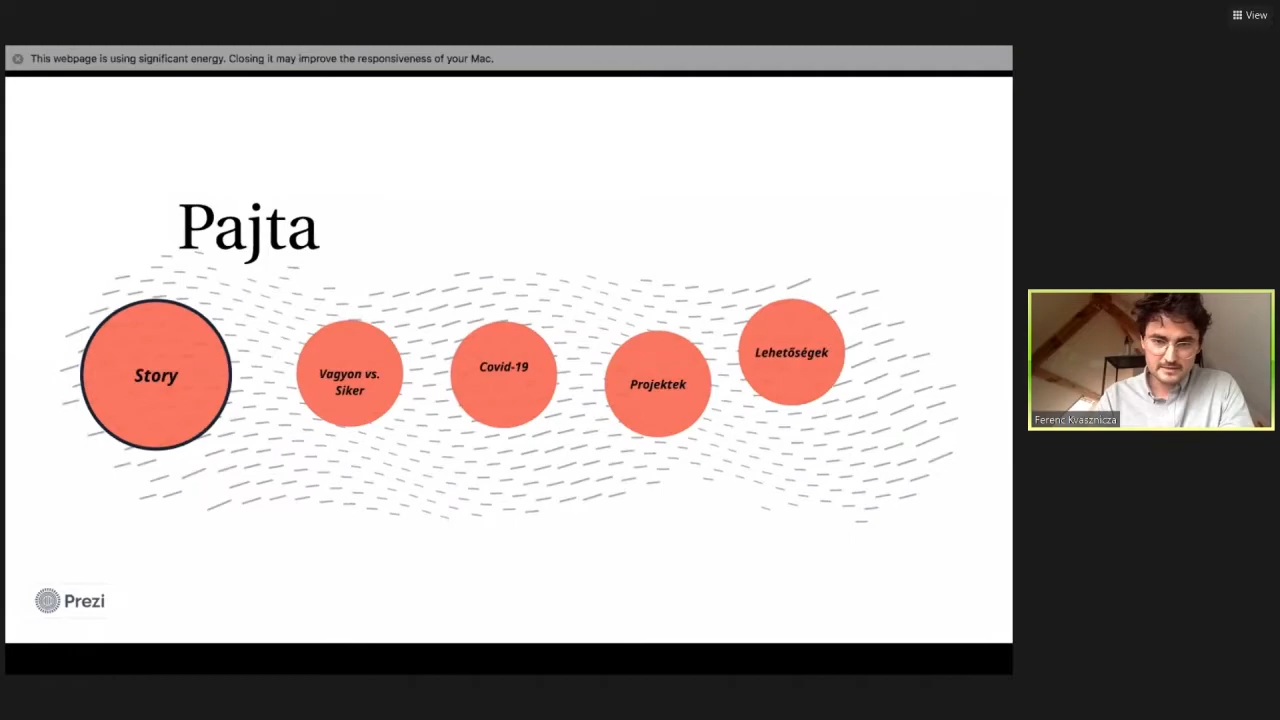 View
This webpage is using significant energy. Closing it may improve the responsiveness of your Mac.
Pajta
Story
Vagyon vs.
Siker
Covid-19
Projektek
Lehetőségek
Ferenc Kvasznicza
Prezi